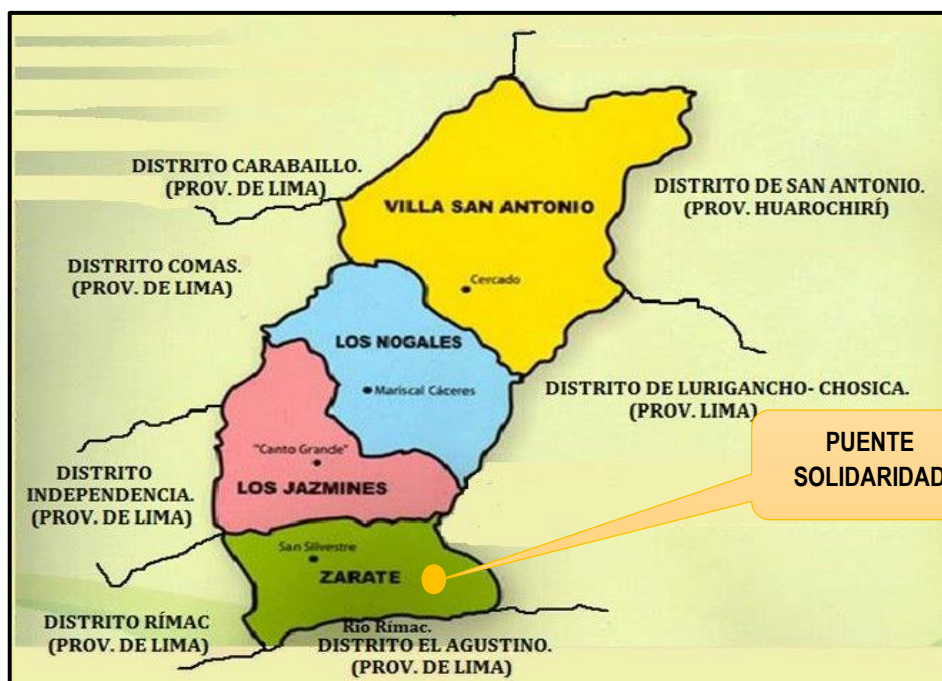 DISTRITO CARABAILLO.
(PROV. DE LIMA)
VILLA SAN ANTONIO
DISTRITO DE SAN ANTONIO.
(PROV. HUAROCHIRÍ)
DISTRITO COMAS.
(PROV. DE LIMA)
Cercado
LOS NOGALES
Mariscal Cáceres
DISTRITO DE LURIGANCHO- CHOSICA.
(PROV. LIMA)
PUENTE
SOLIDARIDAD
"Canto Grande"
LOS JAZMINES
DISTRITO
INDEPENDENCIA.
(PROV. DE LIMA)
San Silvestre
ZARATE
DISTRITO RÍMAC
(PROV. DE LIMA)
Río Rímac.
DISTRITO EL AGUSTINO.
(PROV. DE LIMA)